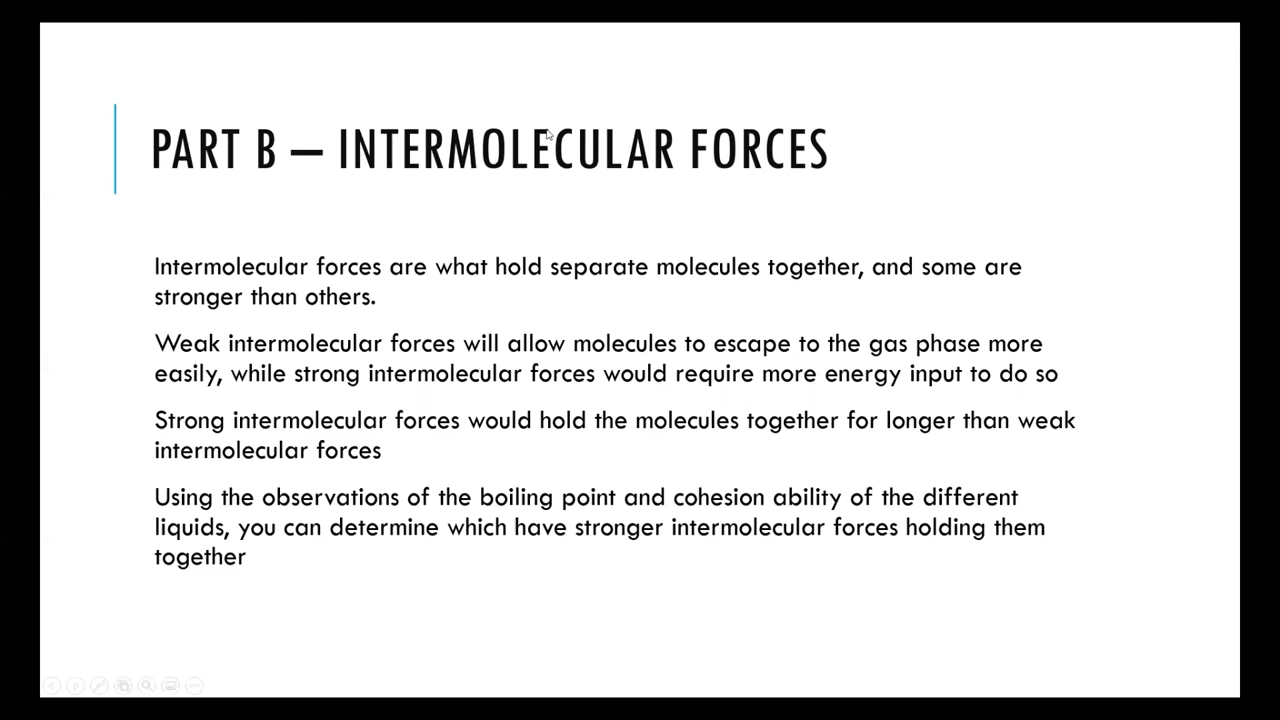 PART B – INTERMOLECULAR FORCES
Intermolecular forces are what hold separate molecules together, and some are
stronger than others.
Weak intermolecular forces will allow molecules to escape to the gas phase more
easily, while strong intermolecular forces would require more energy input to do so
Strong intermolecular forces would hold the molecules together for longer than weak
intermolecular forces
Using the observations of the boiling point and cohesion ability of the different
liquids, you can determine which have stronger intermolecular forces holding them
together